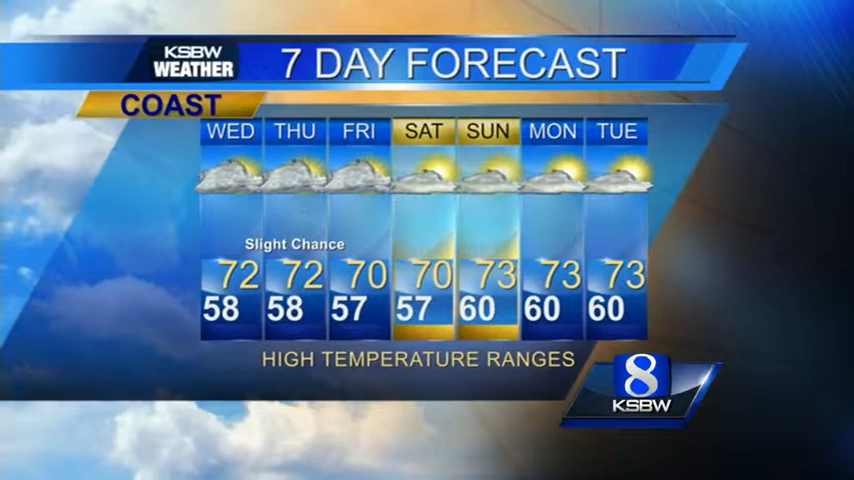 KSBW
WEATHER
7 DAY FORECAST
COAST
WED THU FRI SAT SUN MON TUE
Slight Chance
72 72 70 70 73 73 73
58 58 57 57 60 60 60
HIGH TEMPERATURE RANGES
8
KSBW